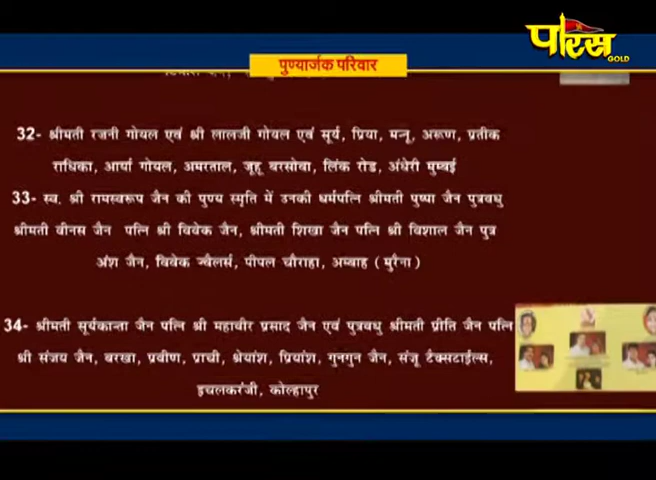 पारस
GOLD
पुण्यार्जक परिवार
32- श्रीमती रजनी गोयल एवं श्री लालजी गोयल एवं सूर्य, प्रिया, मन्नू, अरूण, प्रतीक
राधिका, आर्या गोयल, अमरताल, जूहू बरसोवा, लिंक रोड, अंधेरी मुम्बई
33- स्व. श्री रामस्वरूप जैन की पुण्य स्मृति में उनकी धर्मपत्नि श्रीमती पुष्पा जैन पुत्रवधु
श्रीमती वीनस जैन पत्नि श्री विवेक जैन, श्रीमती शिखा जैन पत्नि श्री विशाल जैन पुत्र
अंश जैन, विवेक ज्वैलर्स, पीपल चौराहा, अम्बाह (मुरैना)
34- श्रीमती सूर्यकान्ता जैन पत्नि श्री महावीर प्रसाद जैन एवं पुत्रवधु श्रीमती प्रीति जैन पत्नि
श्री संजय जैन, बरखा, प्रवीण, प्राची, श्रेयांश, प्रियांश, गुनगुन जैन, संजू टैक्सटाईल्स,
इचलकरंजी, कोल्हापुर